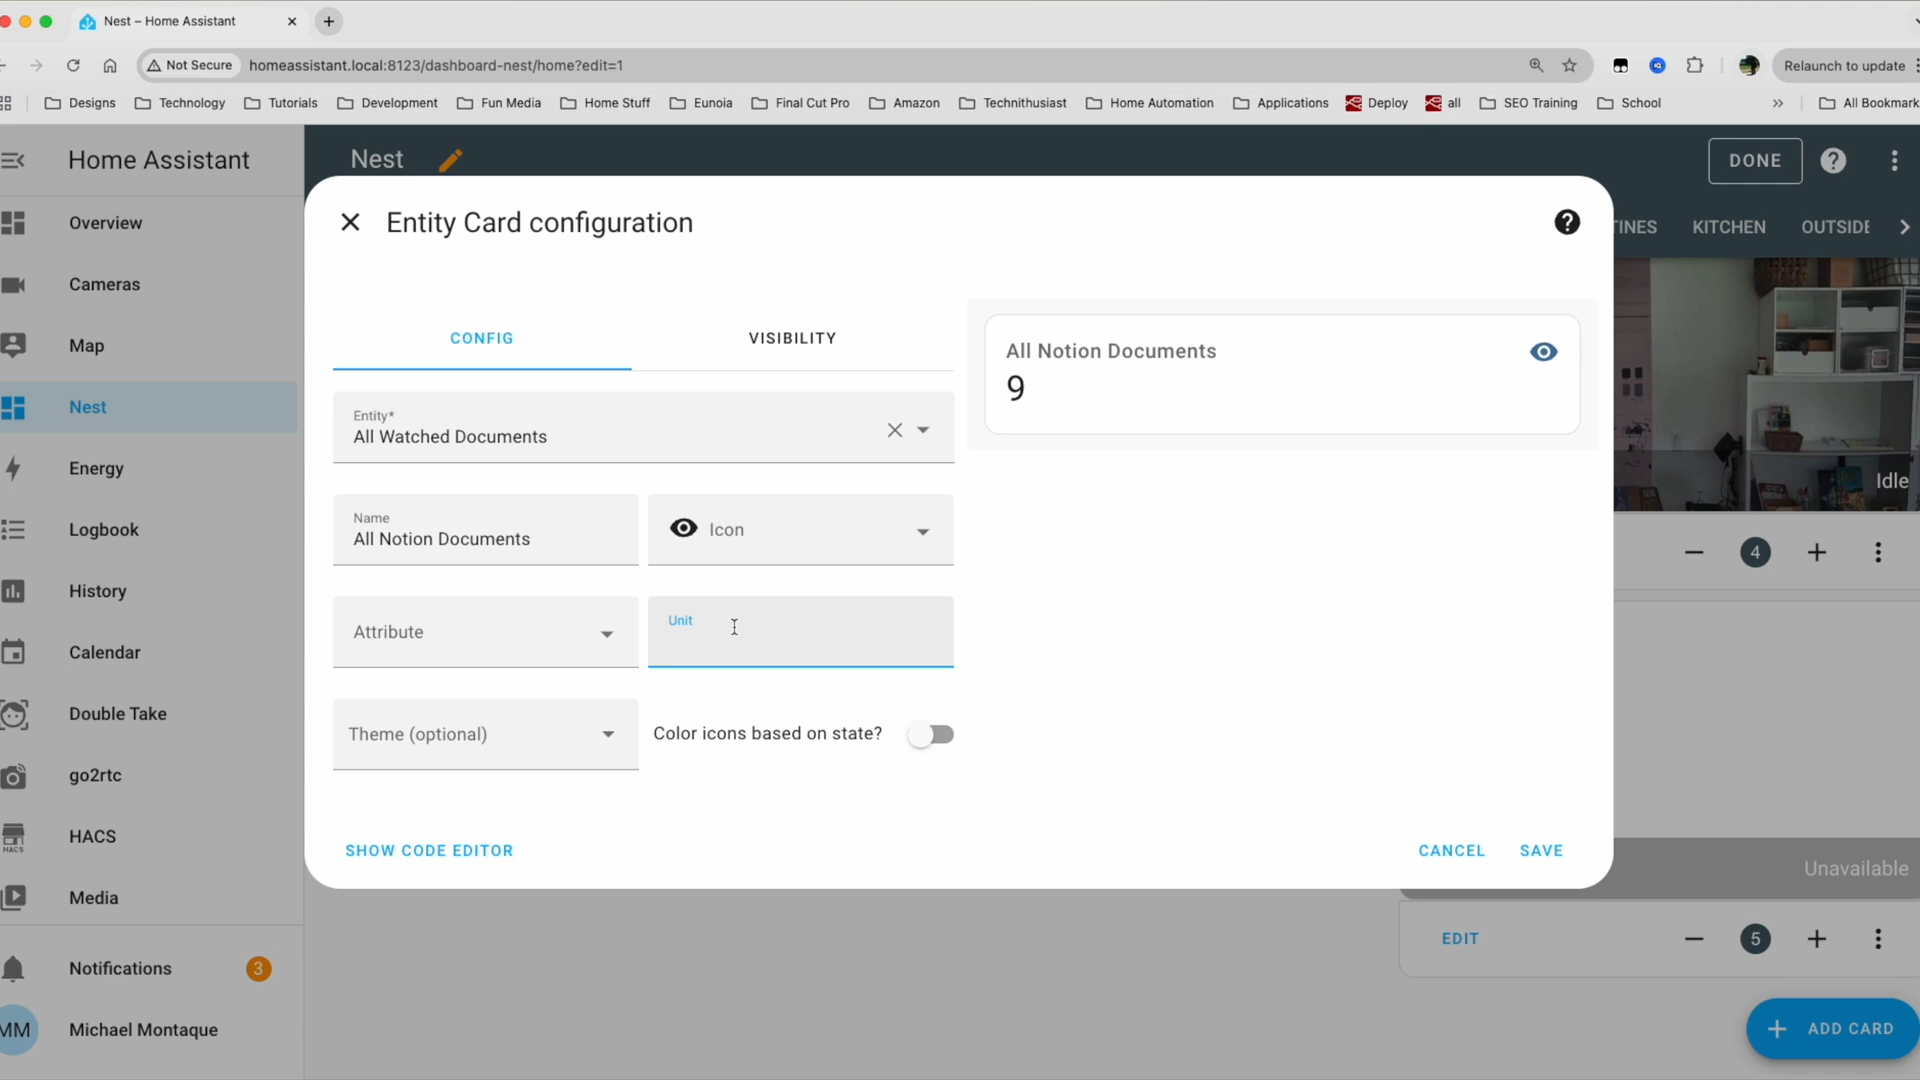 Nest – Home Assistant
Not Secure homeassistant.local:8123/dashboard-nest/home?edit=1 Relaunch to update
Designs Technology Tutorials Development Fun Media Home Stuff Eunoia Final Cut Pro Amazon Technithusiast Home Automation Applications Deploy all SEO Training School All Bookmark
Home Assistant
Overview
Cameras
Map
Nest
Energy
Logbook
History
Calendar
Double Take
go2rtc
HACS
HACS
Media
Notifications 3
MM Michael Montaque
Nest DONE
TINES KITCHEN OUTSIDE
Entity Card configuration
CONFIG VISIBILITY
Entity*
All Watched Documents
Name
All Notion Documents
Icon
Attribute
Unit
Theme (optional)
Color icons based on state?
SHOW CODE EDITOR
CANCEL SAVE
All Notion Documents
9
Idle
4
Unavailable
EDIT 5
ADD CARD